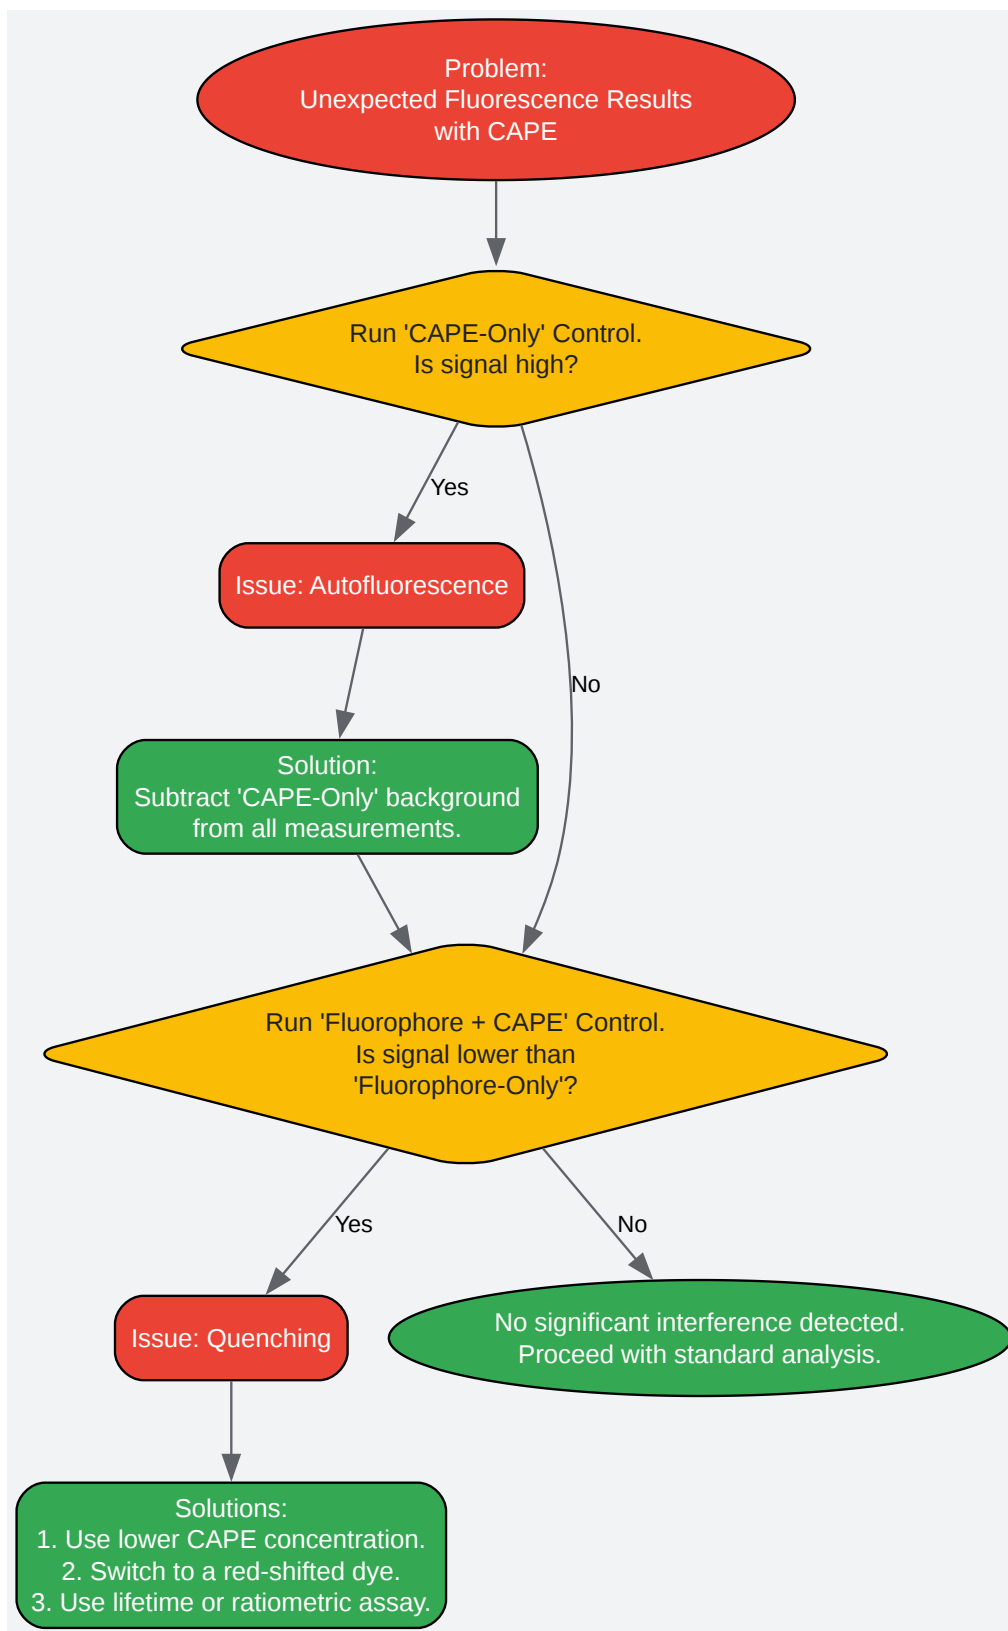 Problem:
Unexpected Fluorescence Results
with CAPE
Run 'CAPE-Only' Control.
Is signal high?
Yes
Issue: Autofluorescence
No
Solution:
Subtract 'CAPE-Only' background
from all measurements.
Run 'Fluorophore + CAPE' Control.
Is signal lower than
'Fluorophore-Only'?
Yes
No
Issue: Quenching
No significant interference detected.
Proceed with standard analysis.
Solutions:
1. Use lower CAPE concentration.
2. Switch to a red-shifted dye.
3. Use lifetime or ratiometric assay.